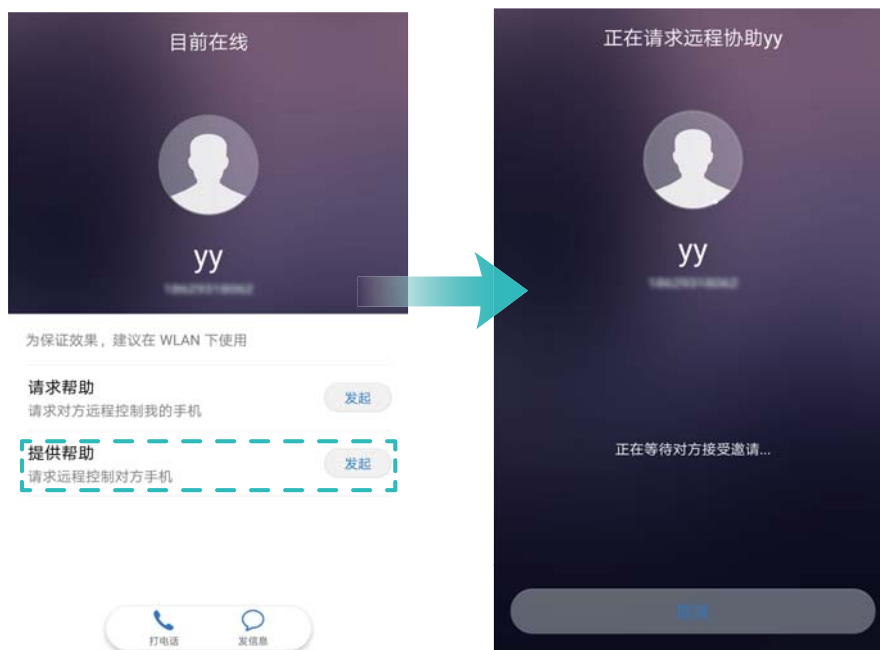 目前在线
yy
为保证效果，建议在 WLAN 下使用
请求帮助
请求对方远程控制我的手机
发起
提供帮助
请求远程控制对方手机
发起
打电话
发信息
正在请求远程协助yy
yy
正在等待对方接受邀请...
取消